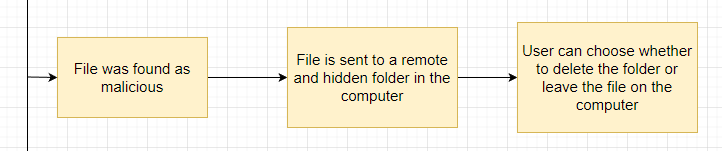 File was found as
malicious
File is sent to a remote
and hidden folder in the
computer
User can choose whether
to delete the folder or
leave the file on the
computer